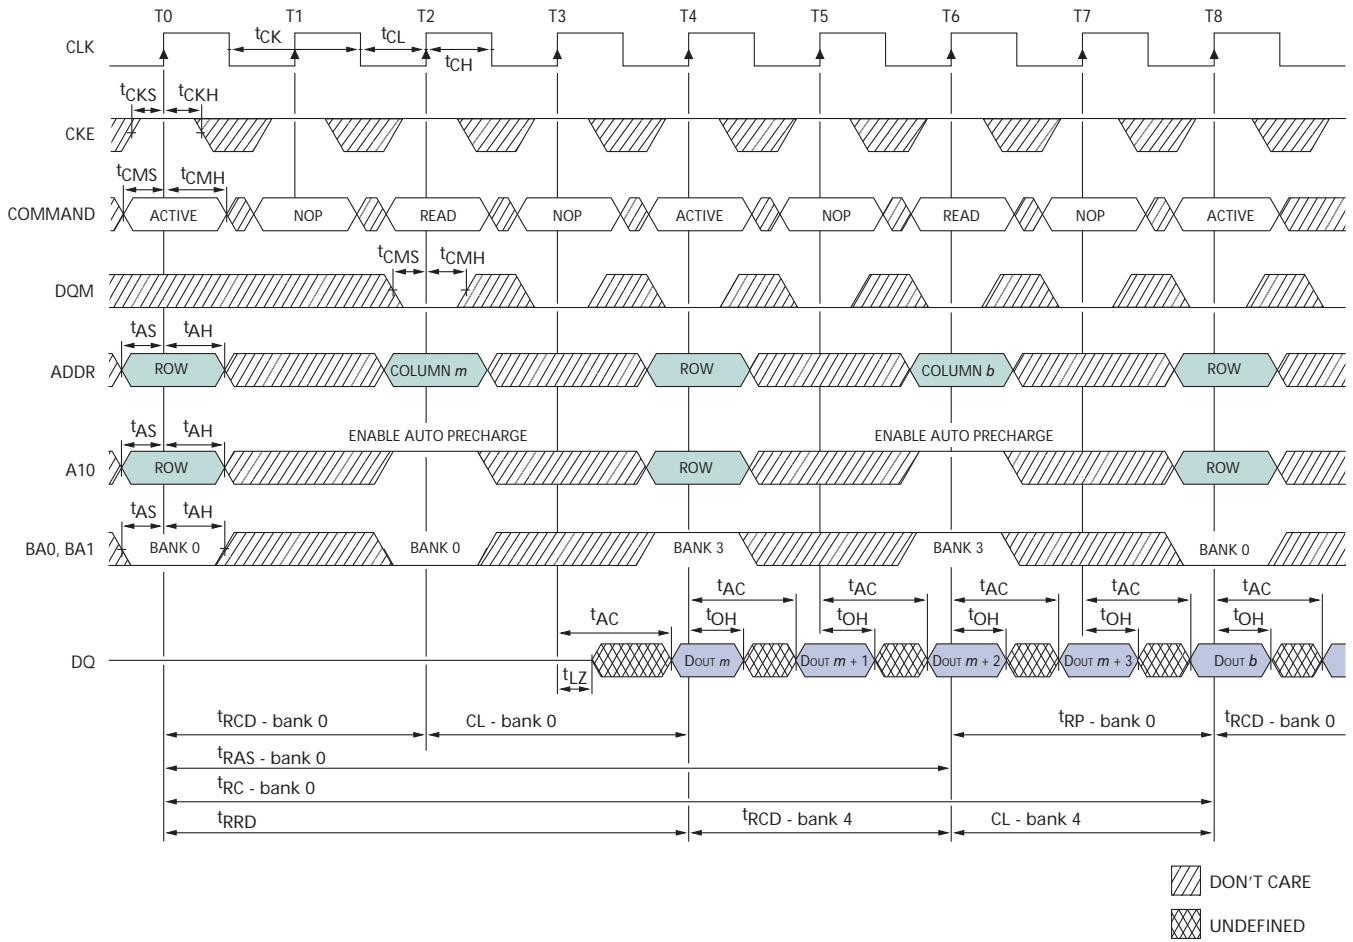 T0 T1 T2 T3 T4 T5 T6 T7 T8
CLK tCK tCL tCH
tCKS tCKH
CKE
tCMS tCMH
COMMAND ACTIVE NOP READ NOP ACTIVE NOP READ NOP ACTIVE
tCMS tCMH
DQM
tAS tAH
ADDR ROW COLUMN m ROW COLUMN b ROW
tAS tAH ENABLE AUTO PRECHARGE ENABLE AUTO PRECHARGE
A10 ROW ROW ROW
tAS tAH
BA0, BA1 BANK 0 BANK 0 BANK 3 BANK 3 BANK 0
tAC tAC tAC tAC tAC
tAC tOH tOH tOH tOH tOH
DQ DOUT m DOUT m + 1 DOUT m + 2 DOUT m + 3 DOUT b
tLZ
tRCD - bank 0 CL - bank 0 tRP - bank 0 tRCD - bank 0
tRAS - bank 0
tRC - bank 0
tRRD tRCD - bank 4 CL - bank 4
DON'T CARE
UNDEFINED